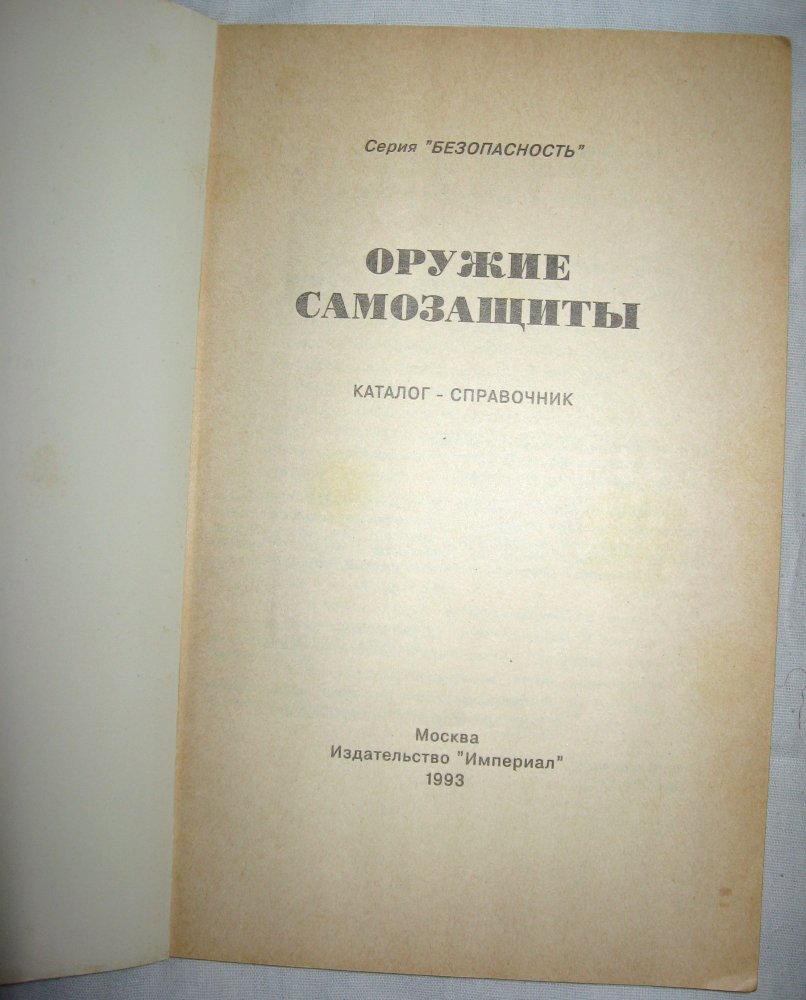 Серия "БЕЗОПАСНОСТЬ"
ОРУЖИЕ
САМОЗАЩИТЫ
КАТАЛОГ - СПРАВОЧНИК
Москва
Издательство "Империал"
1993